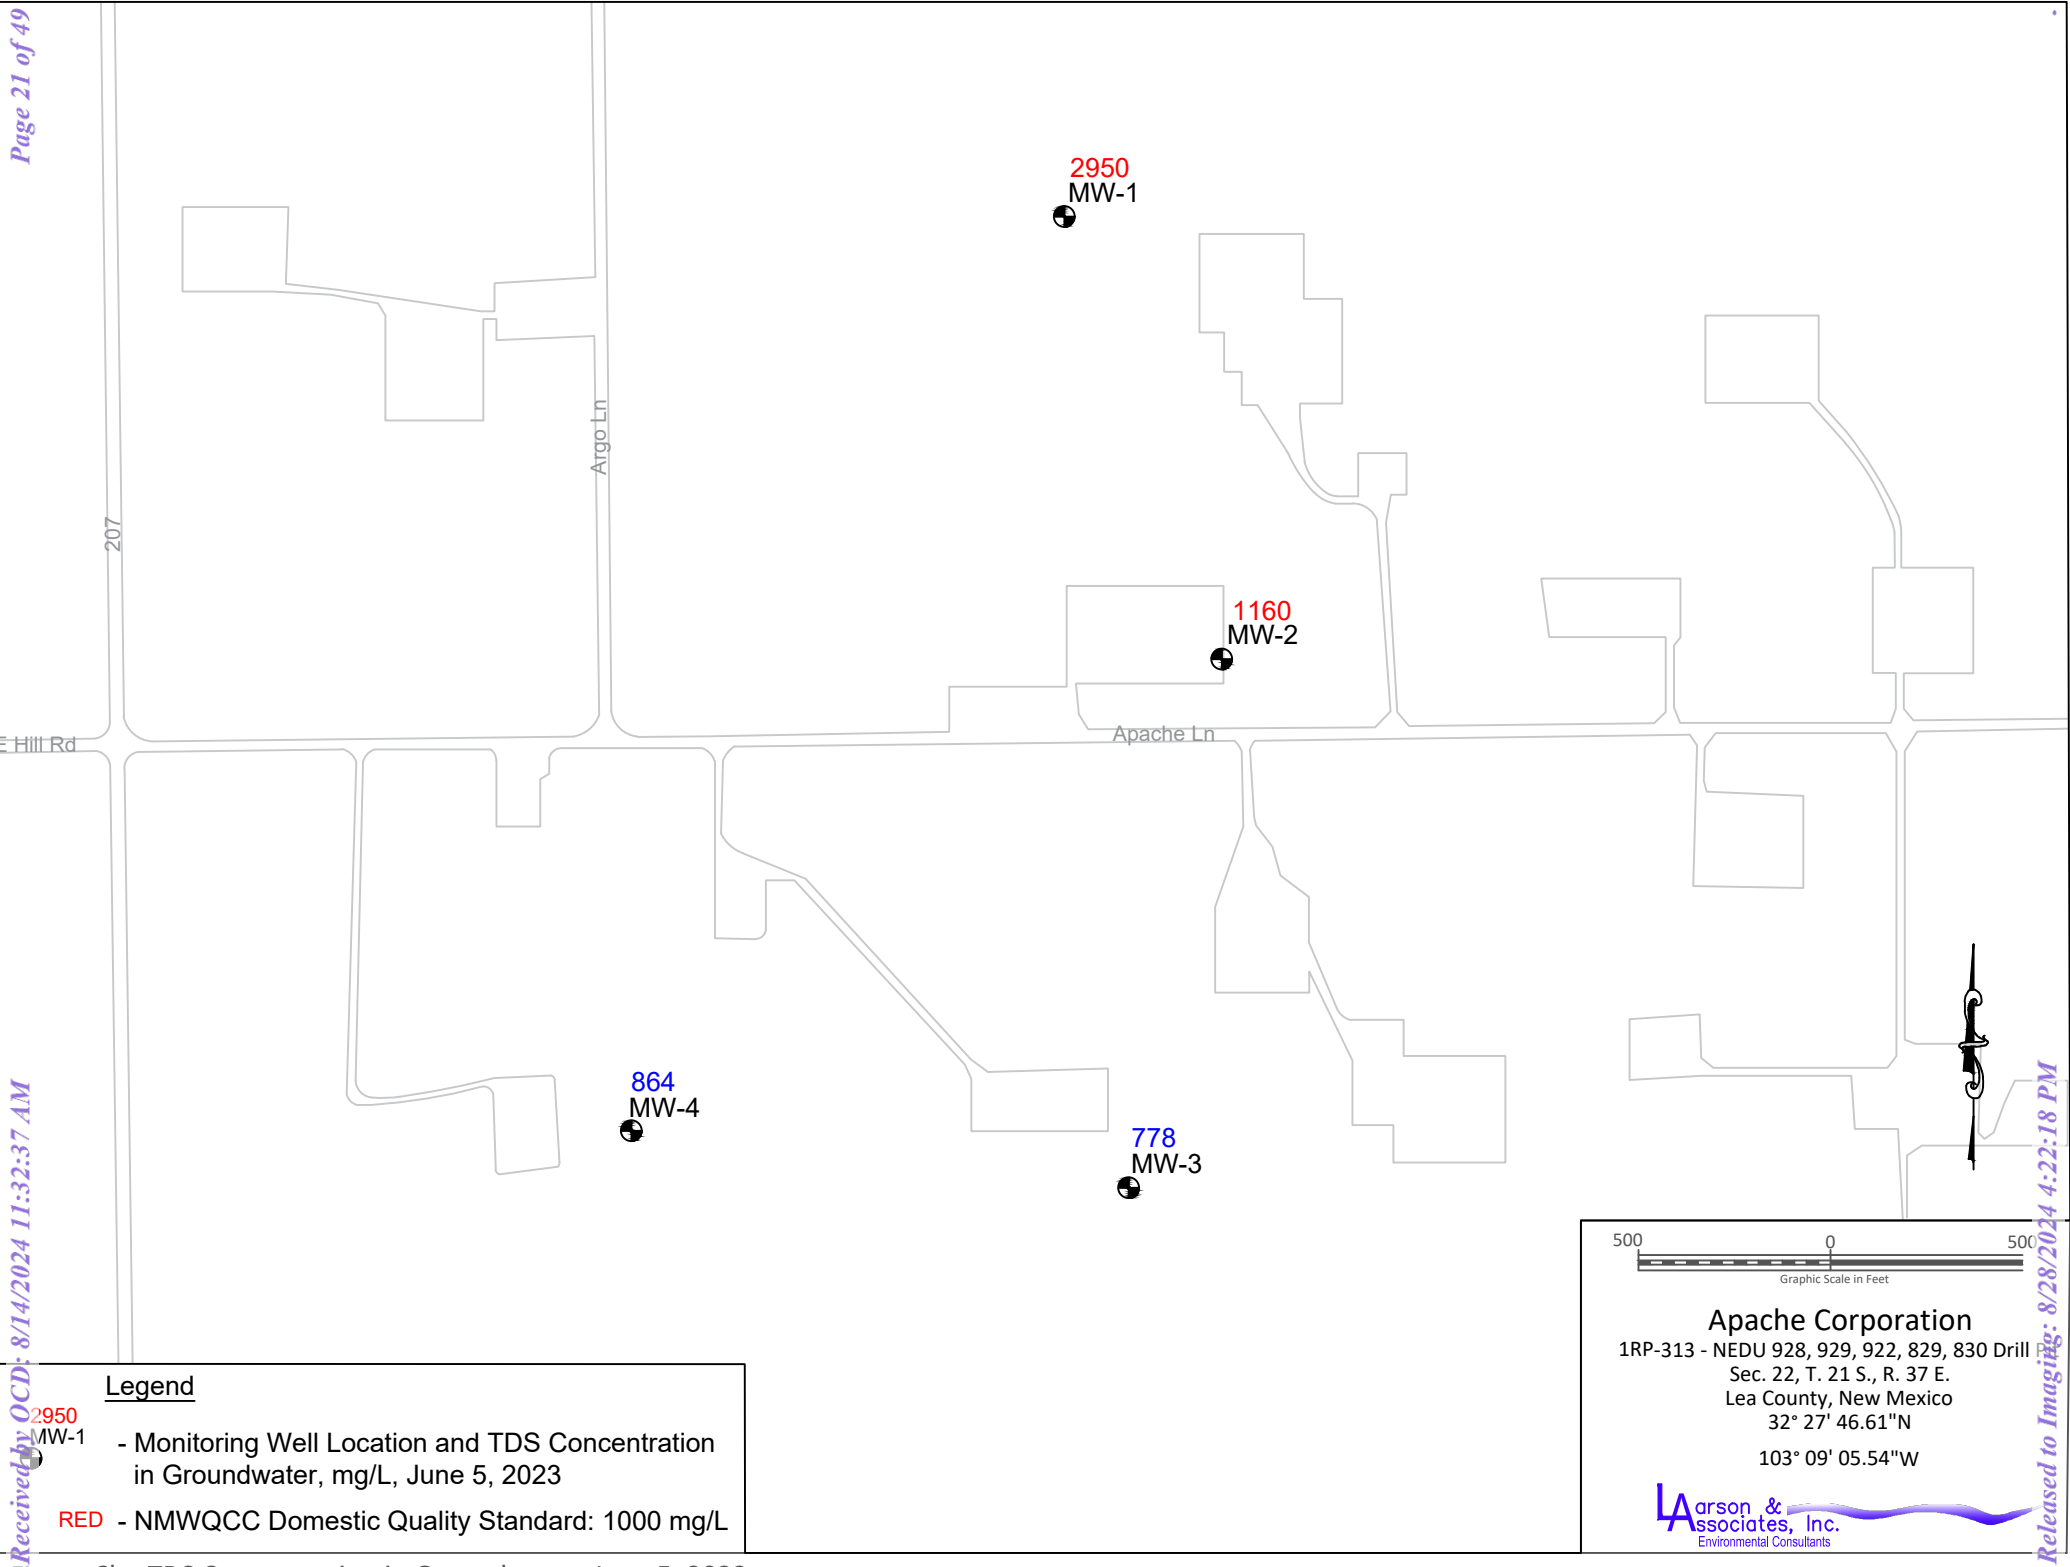 Page 21 of 49
2950
MW-1
Argo Ln
207
1160
MW-2
E Hill Rd
Apache Ln
864
MW-4
778
MW-3
Received by OCD: 8/14/2024 11:32:37 AM
Released to Imaging: 8/28/2024 4:22:18 PM
500 0 500
Graphic Scale in Feet
Apache Corporation
1RP-313 - NEDU 928, 929, 922, 829, 830 Drill
Sec. 22, T. 21 S., R. 37 E.
Lea County, New Mexico
32° 27' 46.61"N
103° 09' 05.54"W
Larson &
Associates, Inc.
Environmental Consultants
Legend
2950
MW-1
- Monitoring Well Location and TDS Concentration
in Groundwater, mg/L, June 5, 2023
RED - NMWQCC Domestic Quality Standard: 1000 mg/L